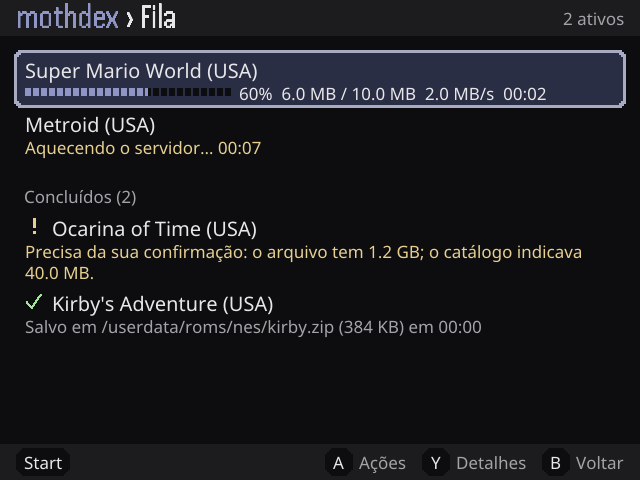 mothdex › Fila
2 ativos
Super Mario World (USA)
60% 6.0 MB / 10.0 MB 2.0 MB/s 00:02
Metroid (USA)
Aquecendo o servidor... 00:07
Concluídos (2)
! Ocarina of Time (USA)
Precisa da sua confirmação: o arquivo tem 1.2 GB; o catálogo indicava
40.0 MB.
✓ Kirby's Adventure (USA)
Salvo em /userdata/roms/nes/kirby.zip (384 KB) em 00:00
Start A Ações Y Detalhes B Voltar